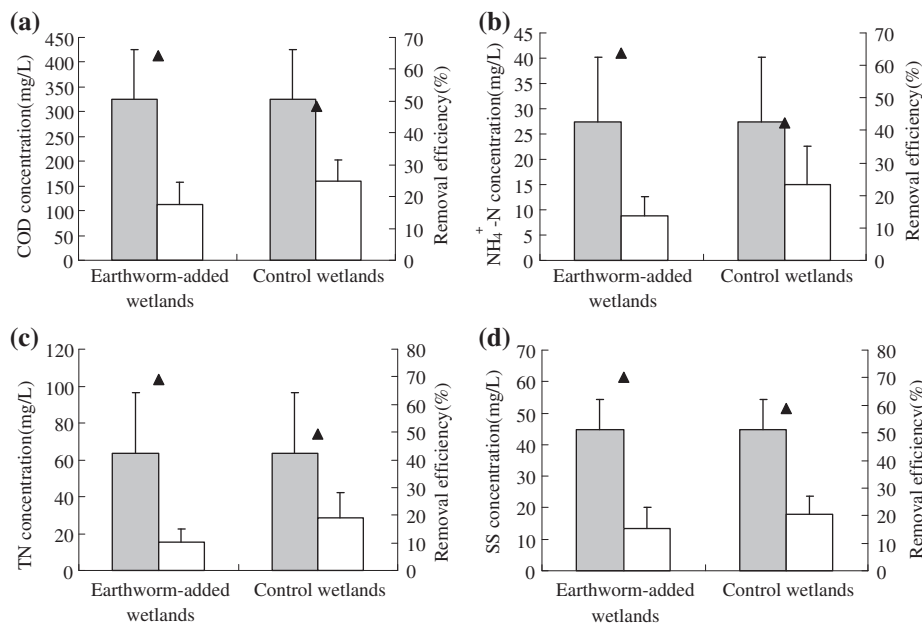 (a)
COD concentration(mg/L)
450
400
350
300
250
200
150
100
50
0
70
60
50
40
30
20
10
0
Removal efficiency(%)
Earthworm-added
wetlands
Control wetlands
(b)
NH₄⁺-N concentration(mg/L)
45
40
35
30
25
20
15
10
5
0
70
60
50
40
30
20
10
0
Removal efficiency(%)
Earthworm-added
wetlands
Control wetlands
(c)
TN concentration(mg/L)
120
100
80
60
40
20
0
80
70
60
50
40
30
20
10
0
Removal efficiency(%)
Earthworm-added
wetlands
Control wetlands
(d)
SS concentration(mg/L)
70
60
50
40
30
20
10
0
80
70
60
50
40
30
20
10
0
Removal efficiency(%)
Earthworm-added
wetlands
Control wetlands